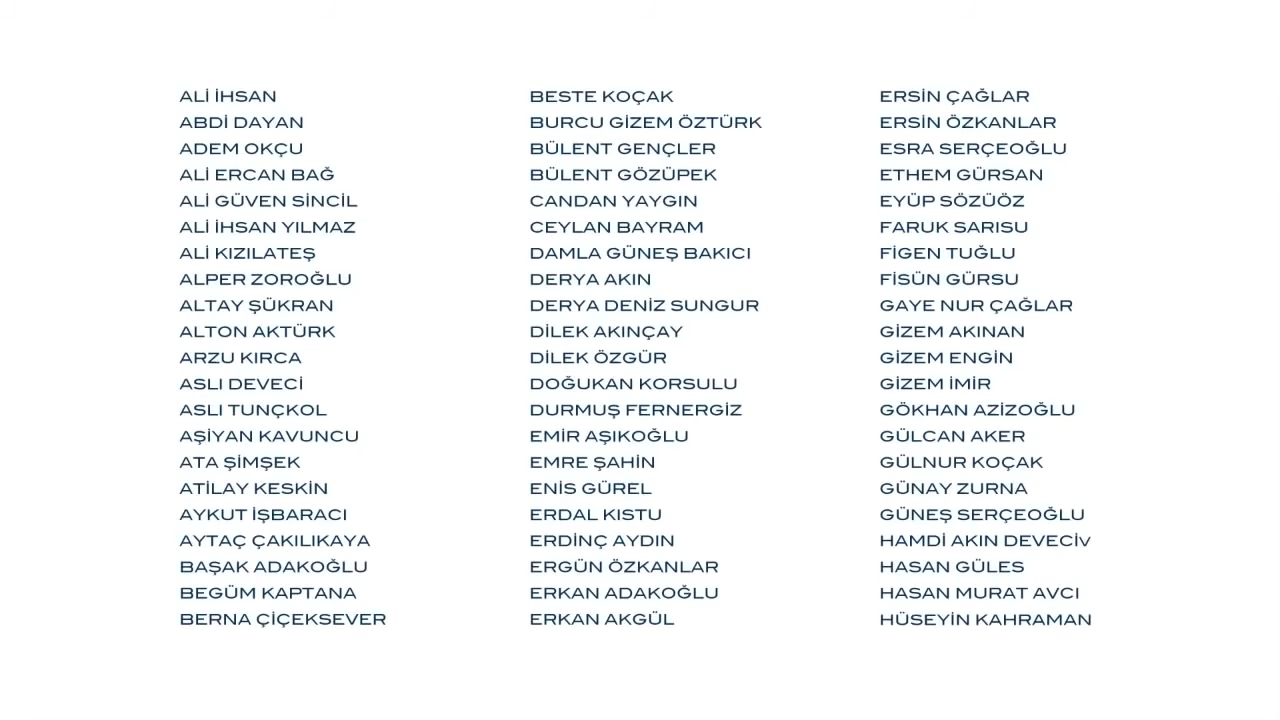 ALİ İHSAN
ABDİ DAYAN
ADEM OKÇU
ALİ ERCAN BAĞ
ALİ GÜVEN SİNCİL
ALİ İHSAN YILMAZ
ALİ KIZILATEŞ
ALPER ZOROĞLU
ALTAY ŞÜKRAN
ALTON AKTÜRK
ARZU KIRCA
ASLI DEVECİ
ASLI TUNÇKOL
AŞİYAN KAVUNCU
ATA ŞİMŞEK
ATİLAY KESKİN
AYKUT İŞBARACI
AYTAÇ ÇAKILIKAYA
BAŞAK ADAKOĞLU
BEGÜM KAPTANA
BERNA ÇİÇEKSEVER
BESTE KOÇAK
BURCU GİZEM ÖZTÜRK
BÜLENT GENÇLER
BÜLENT GÖZÜPEK
CANDAN YAYGIN
CEYLAN BAYRAM
DAMLA GÜNEŞ BAKICI
DERYA AKIN
DERYA DENİZ SUNGUR
DİLEK AKINÇAY
DİLEK ÖZGÜR
DOĞUKAN KORSULU
DURMUŞ FERNERGİZ
EMİR AŞIKOĞLU
EMRE ŞAHİN
ENİS GÜREL
ERDAL KISTU
ERDİNÇ AYDIN
ERGÜN ÖZKANLAR
ERKAN ADAKOĞLU
ERKAN AKGÜL
ERSİN ÇAĞLAR
ERSİN ÖZKANLAR
ESRA SERÇEOĞLU
ETHEM GÜRSAN
EYÜP SÖZÜÖZ
FARUK SARISU
FİGEN TUĞLU
FİSÜN GÜRSU
GAYE NUR ÇAĞLAR
GİZEM AKINAN
GİZEM ENGİN
GİZEM İMİR
GÖKHAN AZİZOĞLU
GÜLCAN AKER
GÜLNUR KOÇAK
GÜNAY ZURNA
GÜNEŞ SERÇEOĞLU
HAMDİ AKIN DEVECİv
HASAN GÜLES
HASAN MURAT AVCI
HÜSEYİN KAHRAMAN